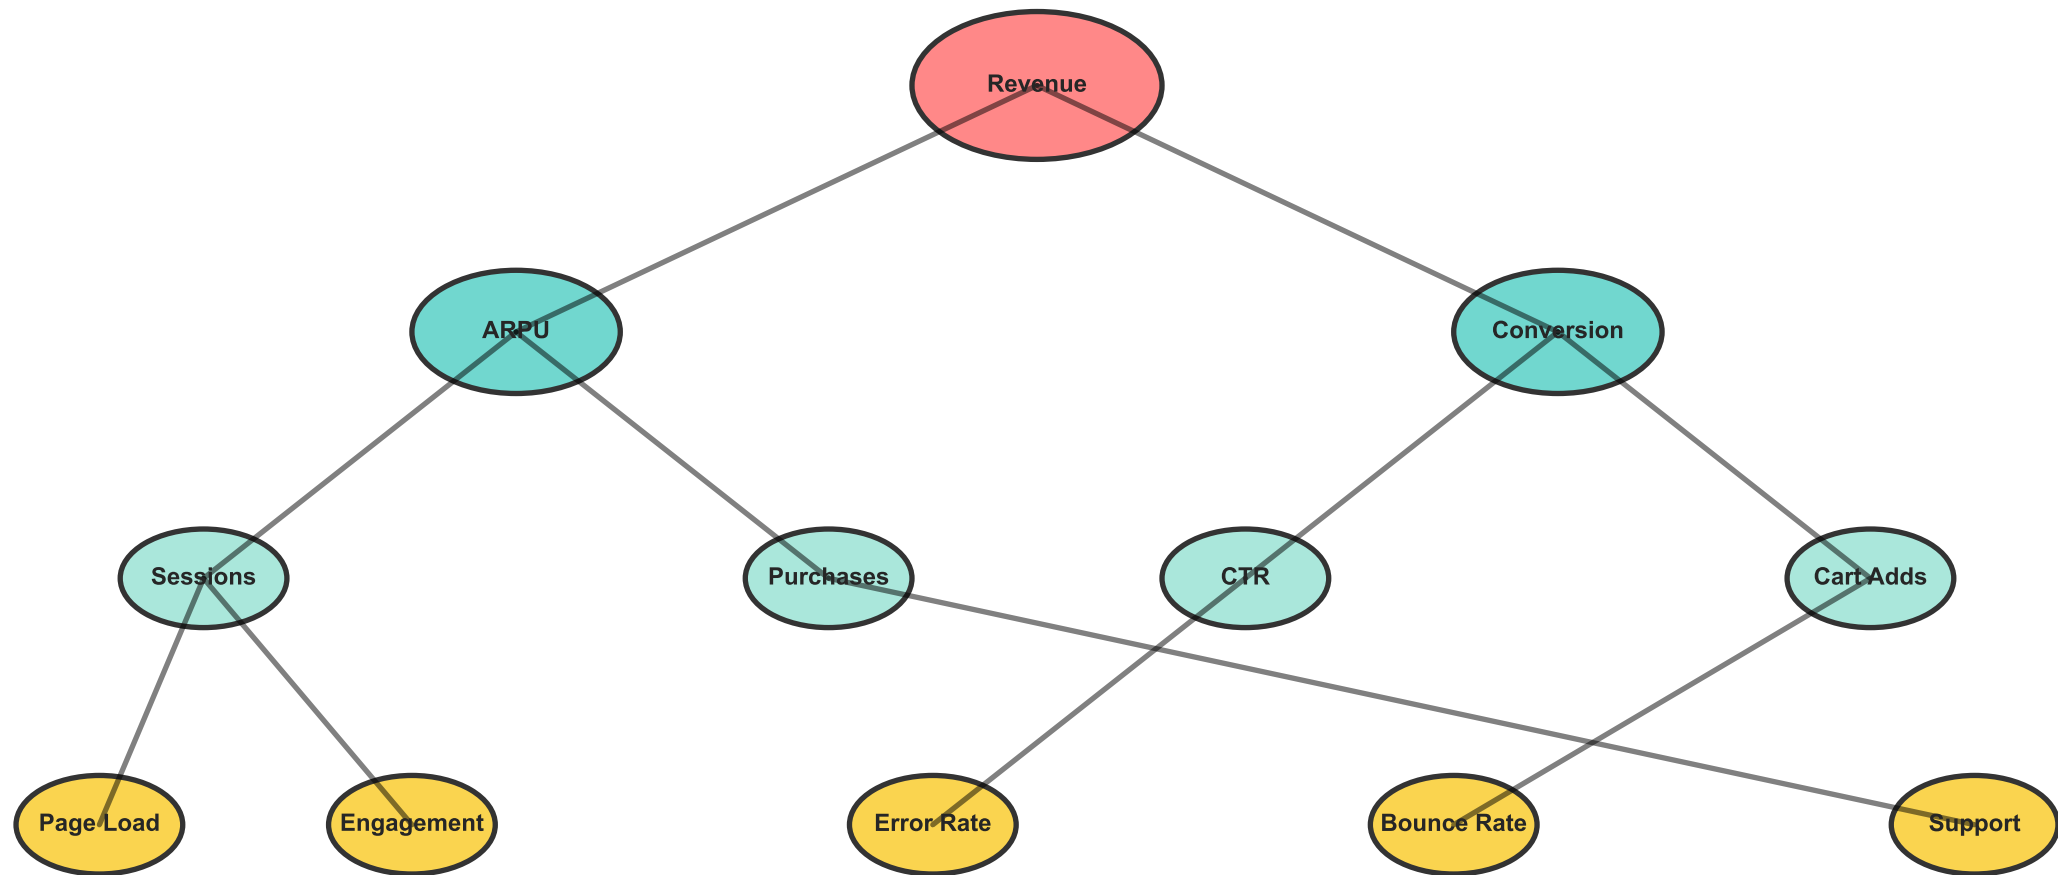 Revenue
ARPU
Conversion
Sessions
Purchases
CTR
Cart Adds
Page Load
Engagement
Error Rate
Bounce Rate
Support